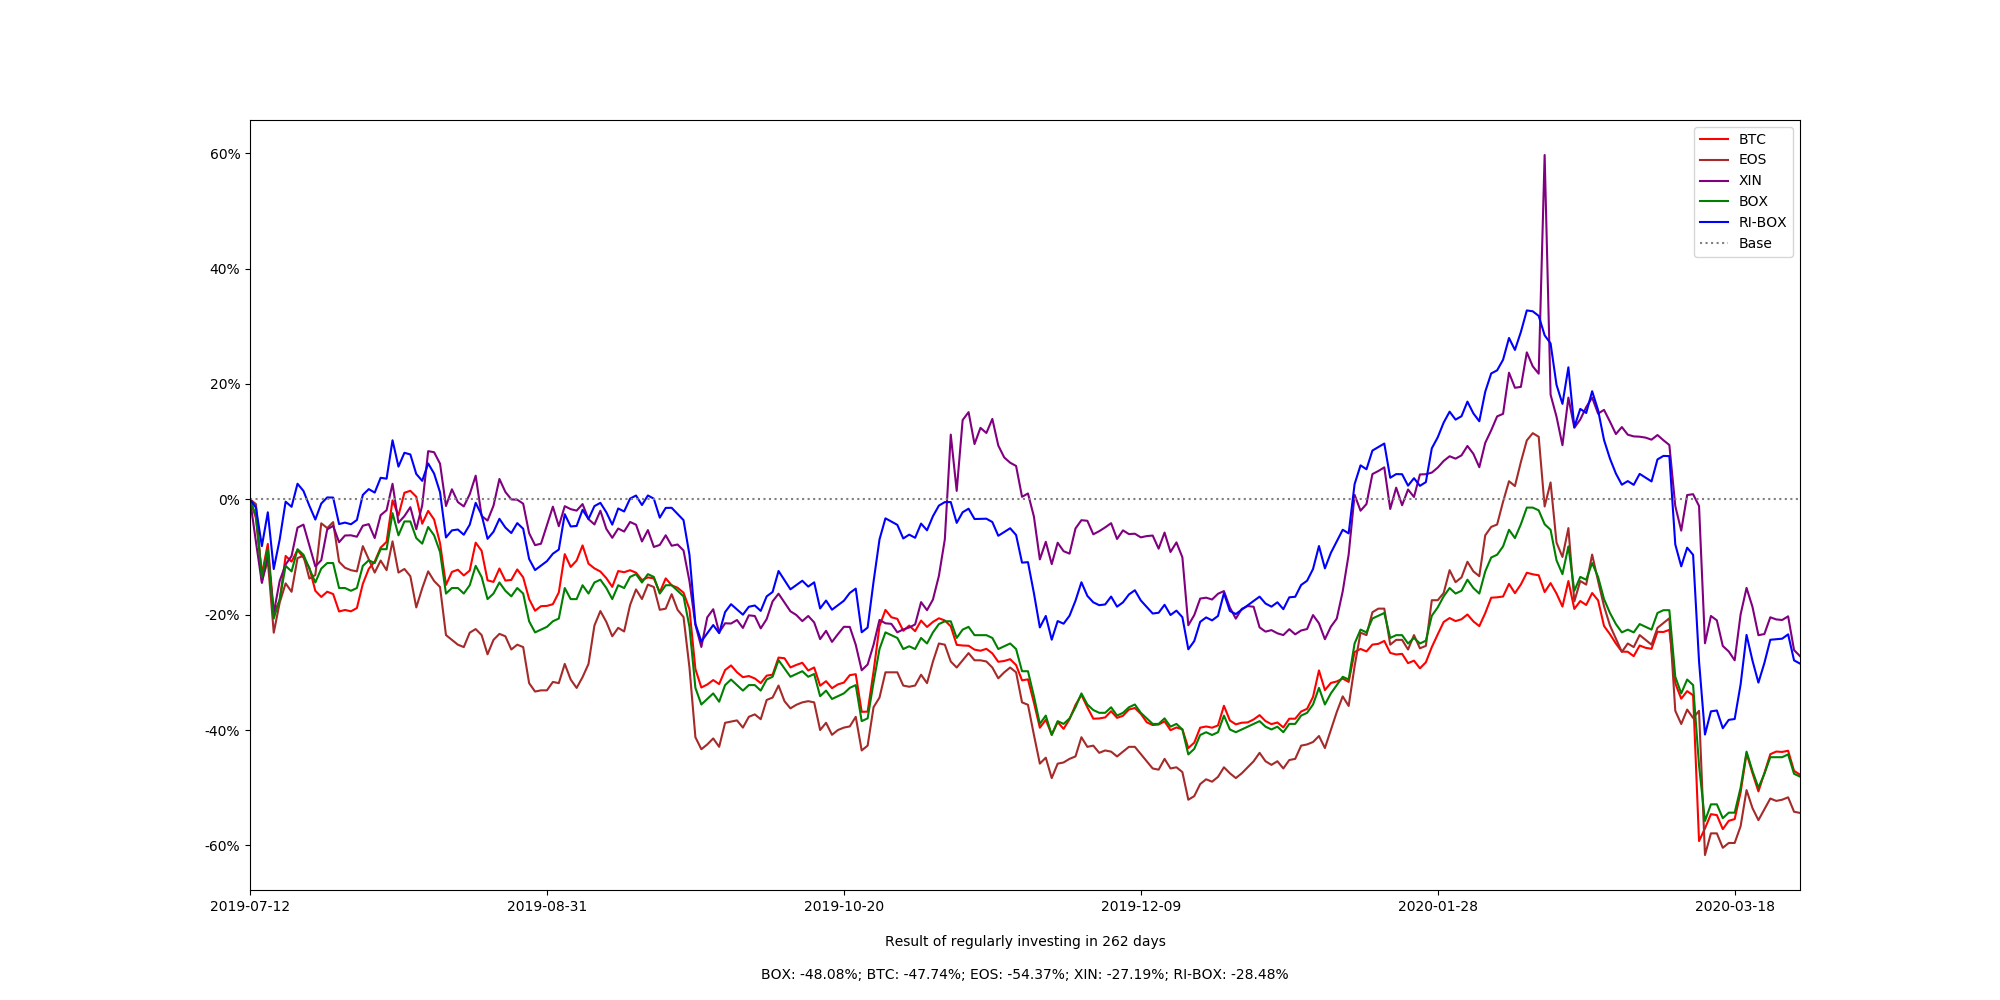 60%
40%
20%
0%
-20%
-40%
-60%
BTC
EOS
XIN
BOX
RI-BOX
Base
2019-07-12 2019-08-31 2019-10-20 2019-12-09 2020-01-28 2020-03-18
Result of regularly investing in 262 days
BOX: -48.08%; BTC: -47.74%; EOS: -54.37%; XIN: -27.19%; RI-BOX: -28.48%